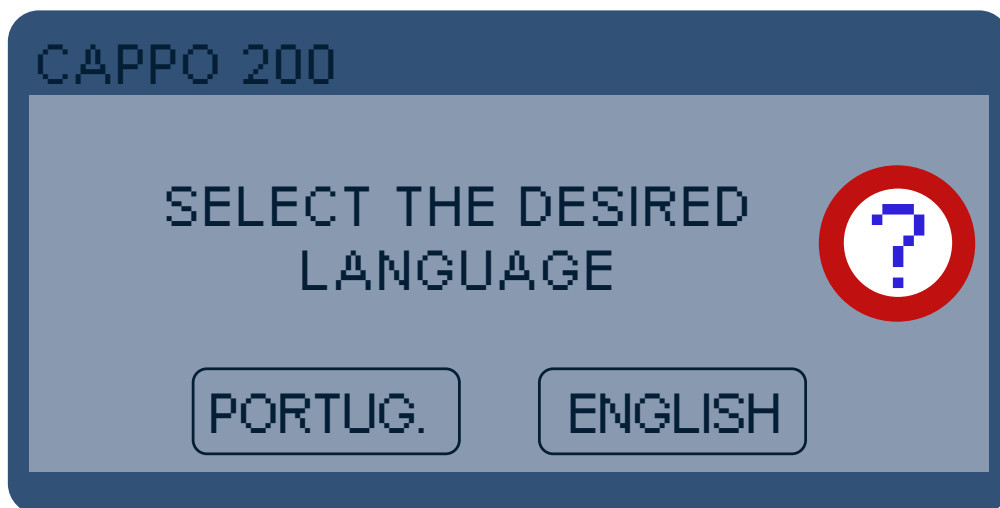 CAPPO 200
SELECT THE DESIRED
LANGUAGE
?
PORTUG.
ENGLISH